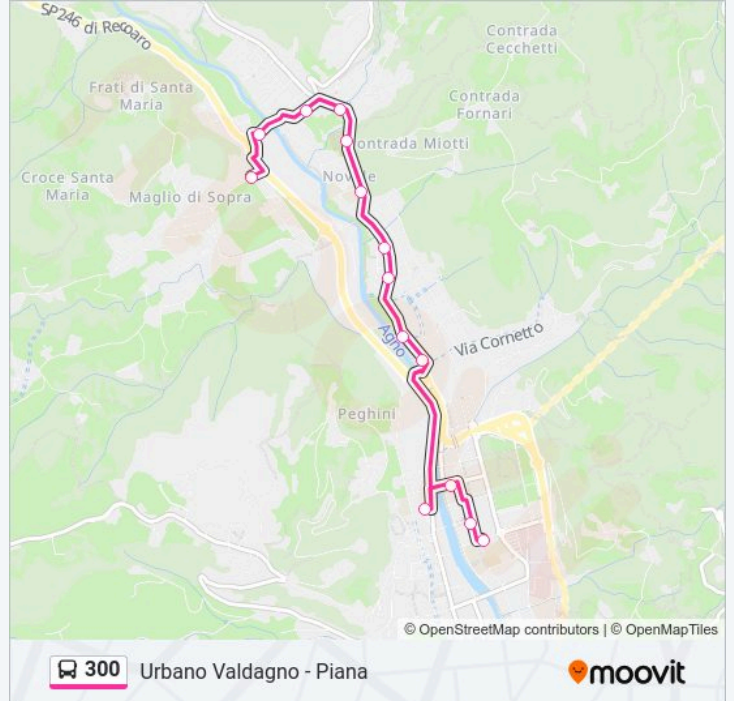 SP246 di Recoaro
Contrada
Cecchetti
Frati di Santa
Maria
Contrada
Fornari
Contrada Miotti
Croce Santa
Maria
Maglio di Sopra
Agno
Via Cornetto
Peghini
© OpenStreetMap contributors | © OpenMapTiles
300 Urbano Valdagno - Piana
moovit